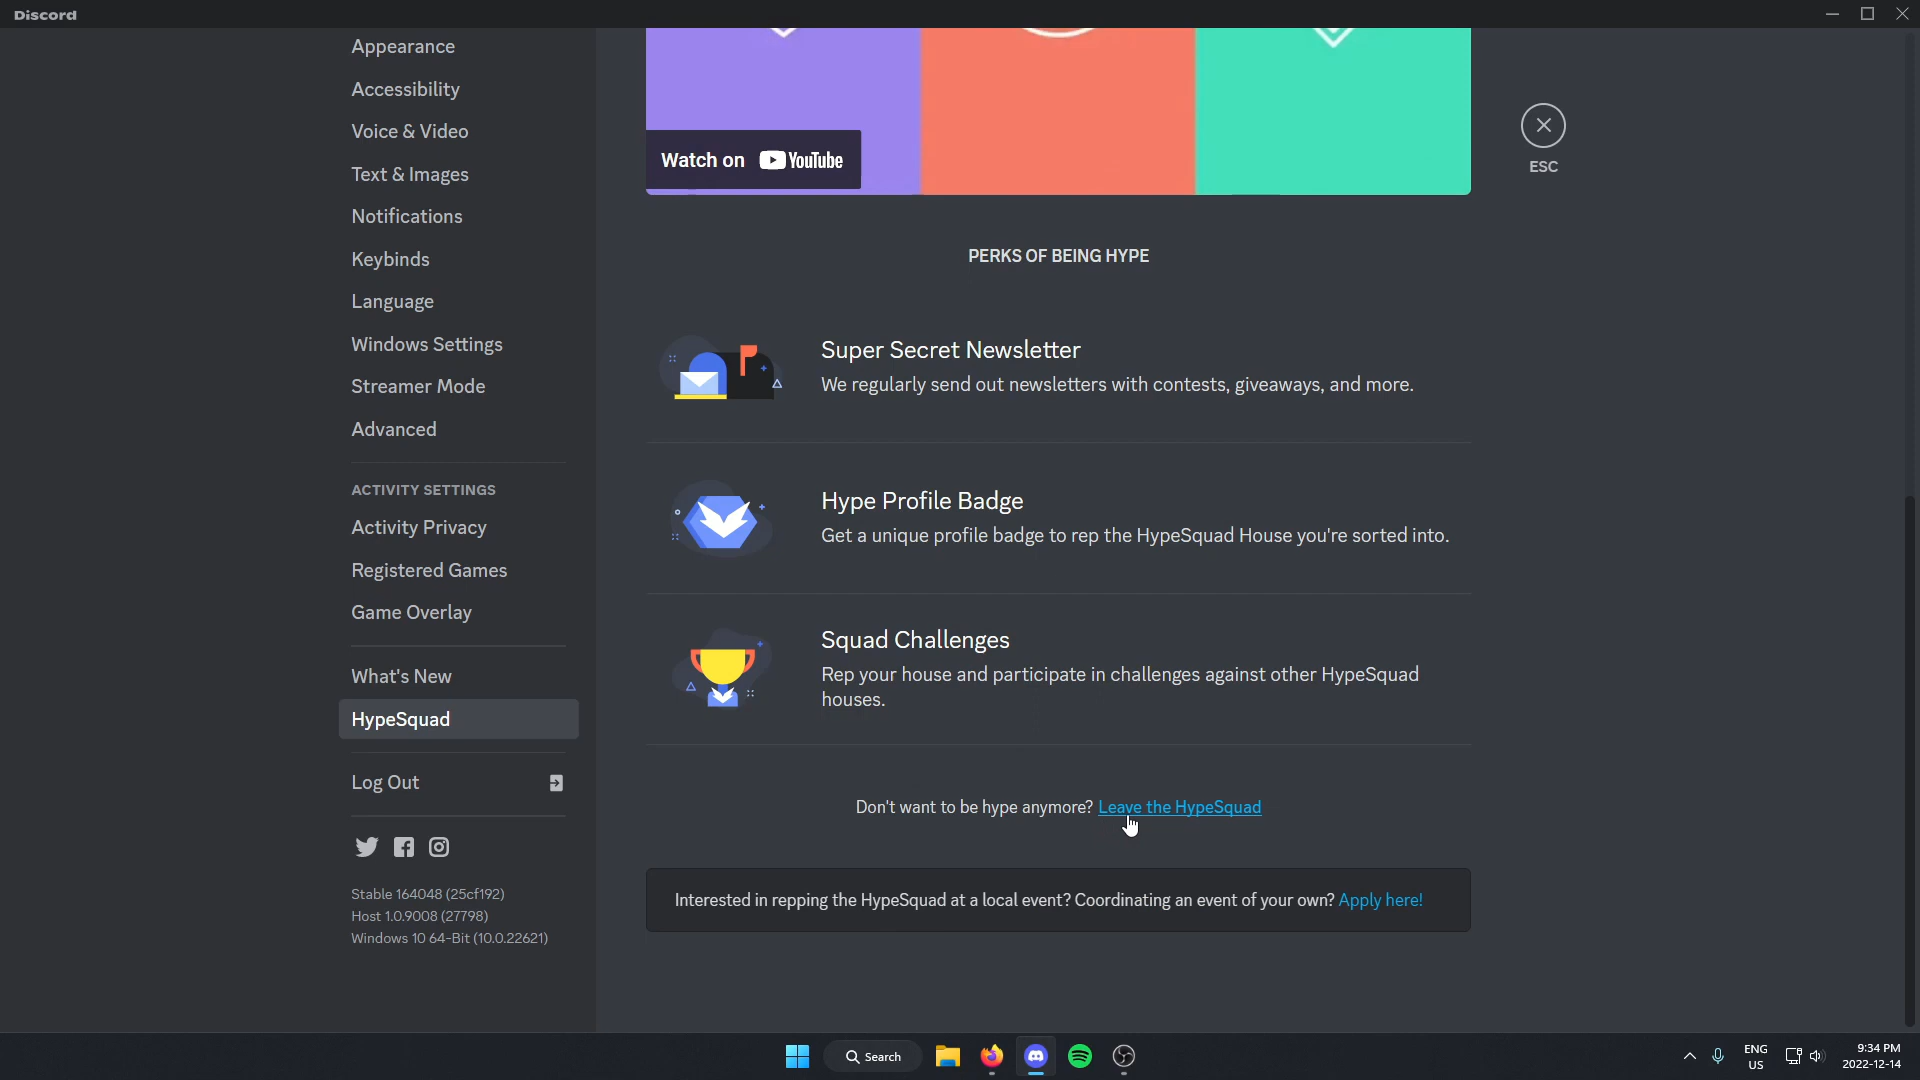 Discord
Appearance
Accessibility
Voice & Video
Text & Images
Notifications
Keybinds
Language
Windows Settings
Streamer Mode
Advanced
ACTIVITY SETTINGS
Activity Privacy
Registered Games
Game Overlay
What's New
HypeSquad
Log Out
Stable 164048 (25cf192)
Host 1.0.9008 (27798)
Windows 10 64-Bit (10.0.22621)
Watch on YouTube
ESC
PERKS OF BEING HYPE
Super Secret Newsletter
We regularly send out newsletters with contests, giveaways, and more.
Hype Profile Badge
Get a unique profile badge to rep the HypeSquad House you're sorted into.
Squad Challenges
Rep your house and participate in challenges against other HypeSquad
houses.
Don't want to be hype anymore? Leave the HypeSquad
Interested in repping the HypeSquad at a local event? Coordinating an event of your own? Apply here!
Search
ENG
US
9:34 PM
2022-12-14